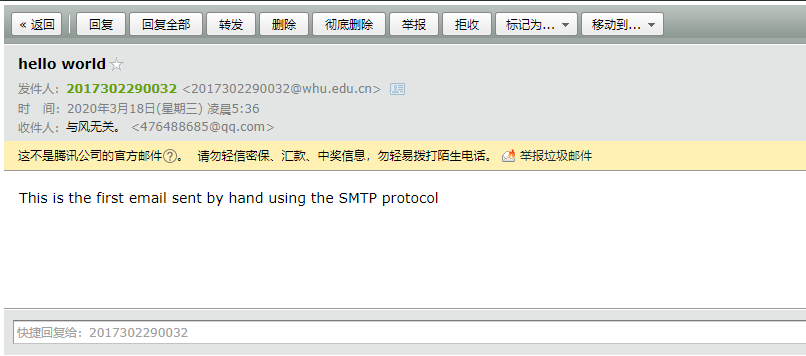 « 返回 回复 回复全部 转发 删除 彻底删除 举报 拒收 标记为... 移动到...
hello world
发件人：2017302290032 <2017302290032@whu.edu.cn>
时 间：2020年3月18日(星期三) 凌晨5:36
收件人：与风无关。 <476488685@qq.com>
这不是腾讯公司的官方邮件?。 请勿轻信密保、汇款、中奖信息，勿轻易拨打陌生电话。 举报垃圾邮件
This is the first email sent by hand using the SMTP protocol
快捷回复给：2017302290032